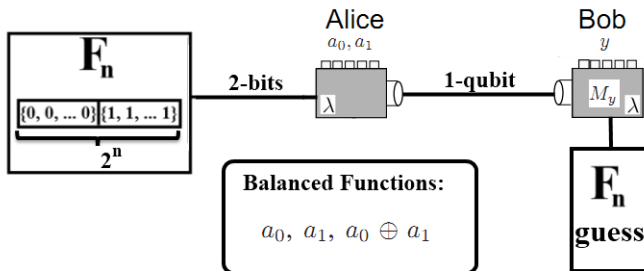 F_n
{0, 0, ... 0}{1, 1, ... 1}
2^n
2-bits
Alice
a_0, a_1
λ
1-qubit
Bob
y
M_y
λ
Balanced Functions:
a_0, a_1, a_0 ⊕ a_1
F_n
guess